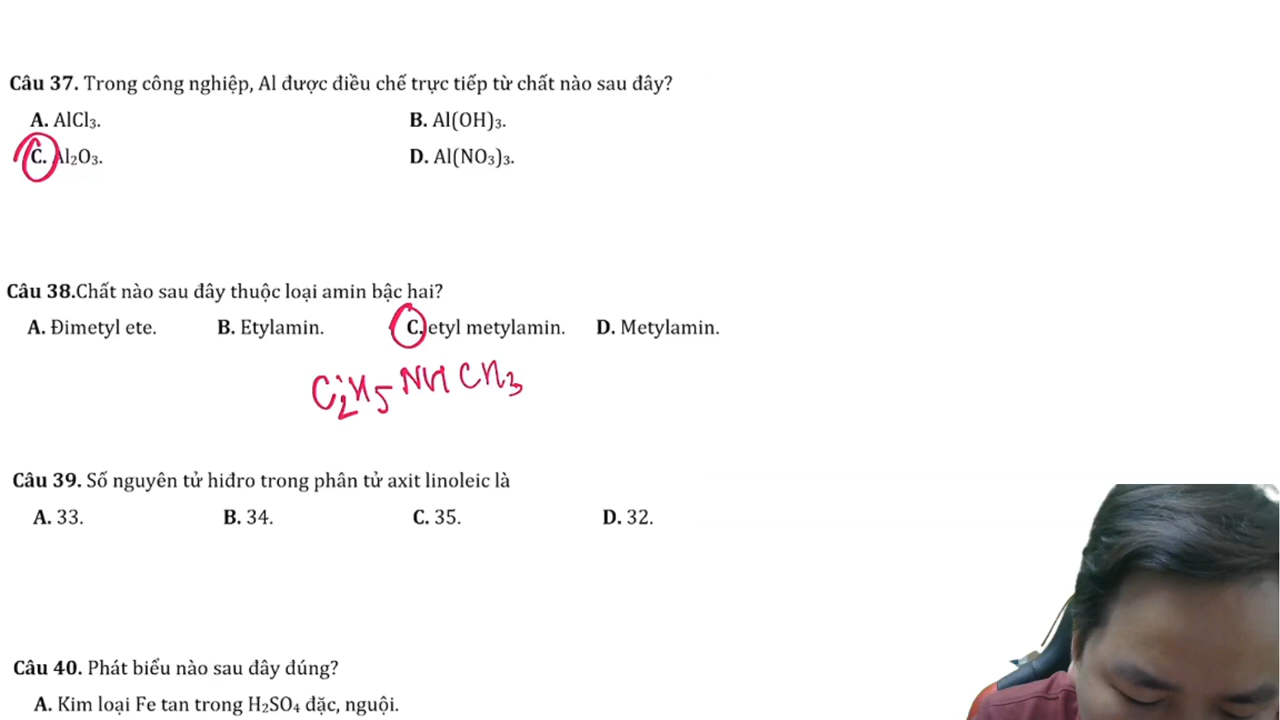 Câu 37. Trong công nghiệp, Al được điều chế trực tiếp từ chất nào sau đây?
A. AlCl₃. B. Al(OH)₃.
C. Al₂O₃. D. Al(NO₃)₃.
Câu 38.Chất nào sau đây thuộc loại amin bậc hai?
A. Đimetyl ete. B. Etylamin. C. etyl metylamin. D. Metylamin.
C₂H₅NHCH₃
Câu 39. Số nguyên tử hiđro trong phân tử axit linoleic là
A. 33. B. 34. C. 35. D. 32.
Câu 40. Phát biểu nào sau đây đúng?
A. Kim loại Fe tan trong H₂SO₄ đặc, nguội.